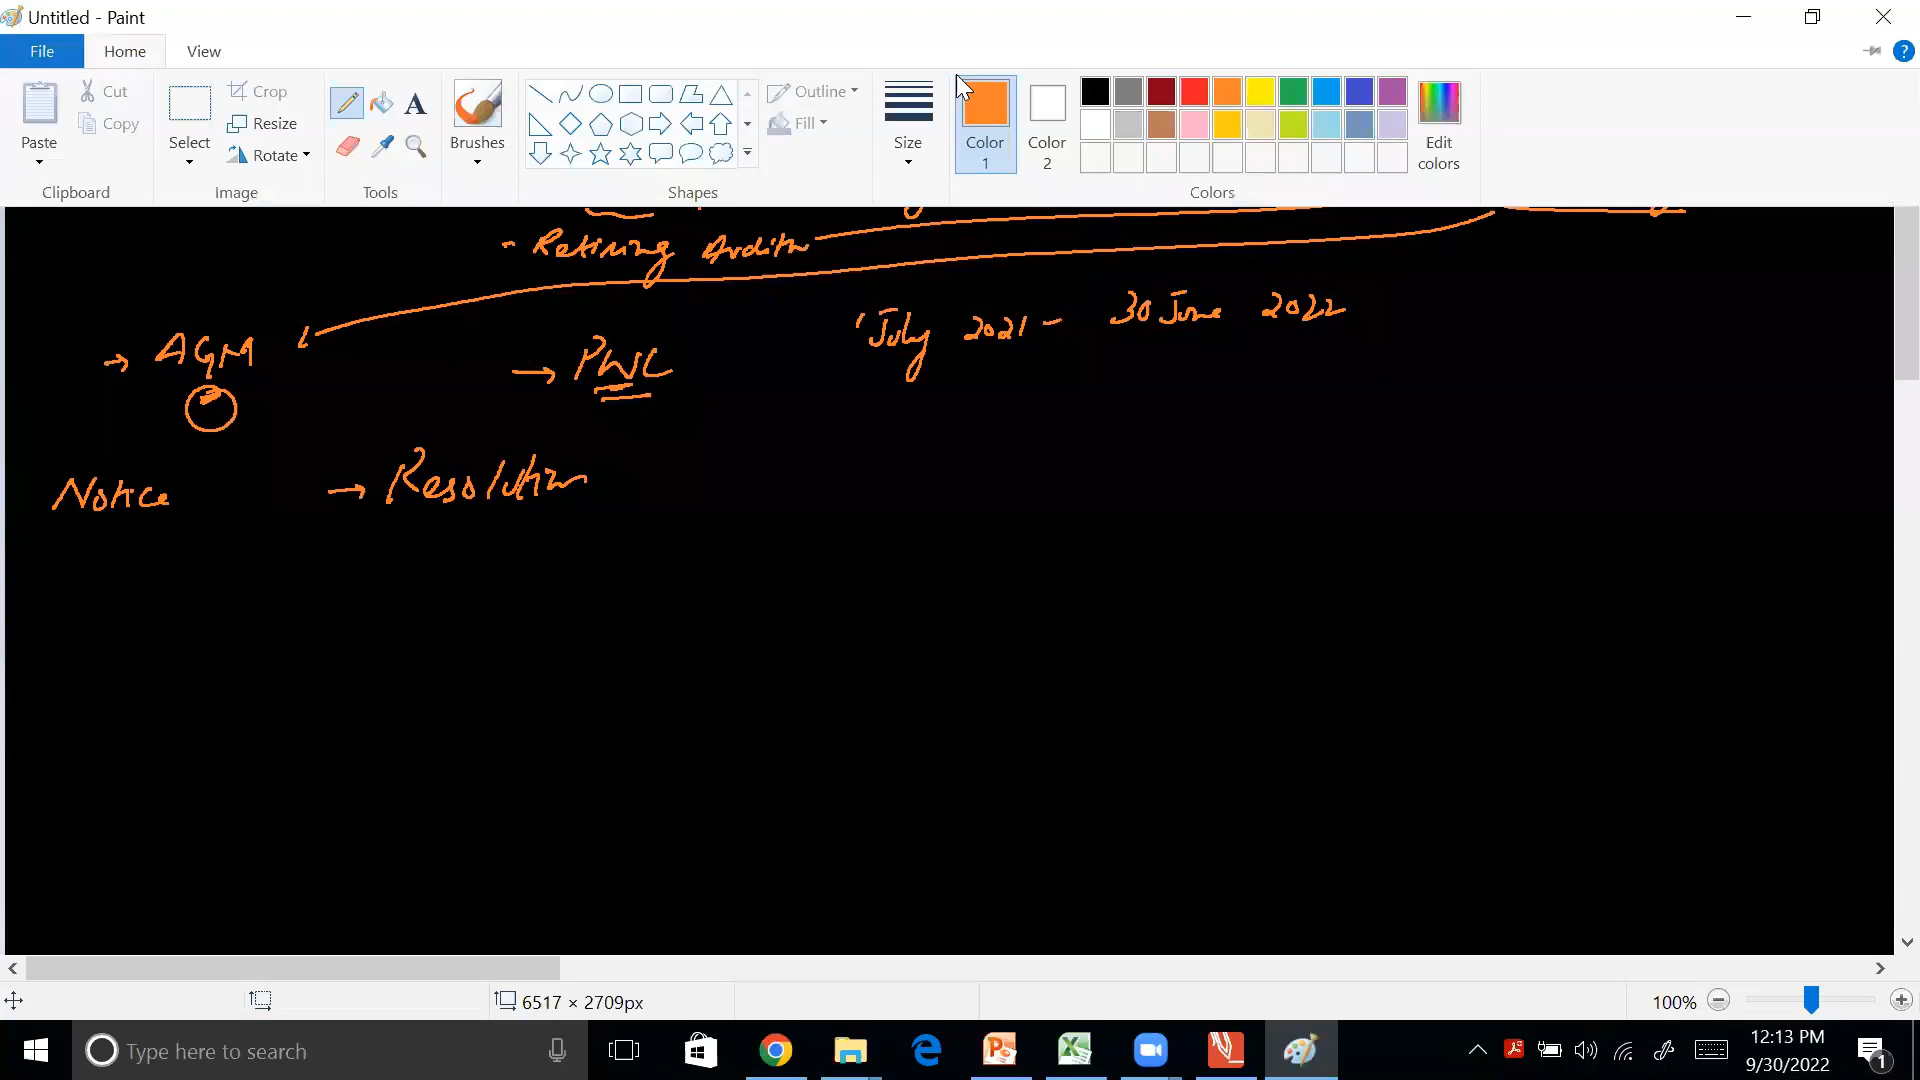 Untitled - Paint
File Home View
Paste
Cut
Copy
Clipboard
Select
Crop
Resize
Rotate
Image
Tools
Brushes
Shapes
Outline
Fill
Size
Color 1
Color 2
Edit colors
Colors
- Retiring Auditor
→ AGM
→ PWC
1 July 2021 - 30 June 2022
Notice → Resolution
6517 × 2709px
100%
Type here to search
12:13 PM
9/30/2022
1